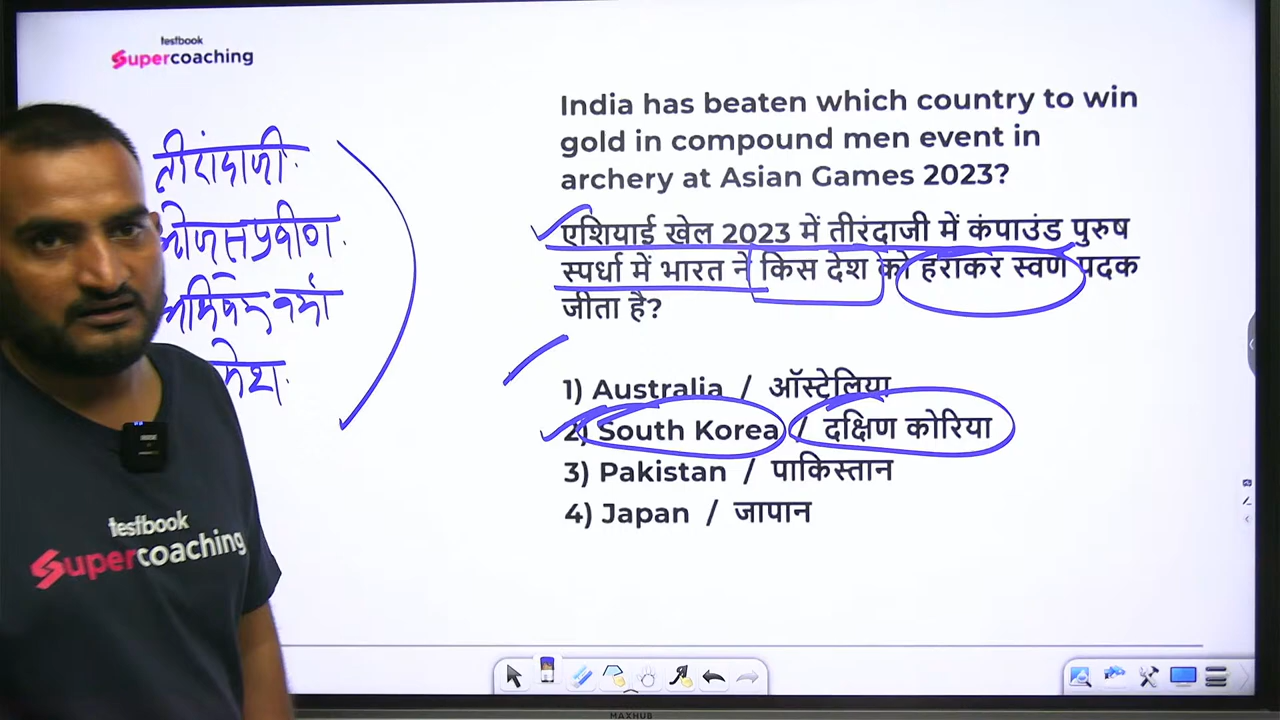 testbook
Supercoaching
India has beaten which country to win
gold in compound men event in
archery at Asian Games 2023?
एशियाई खेल 2023 में तीरंदाजी में कंपाउंड पुरुष
स्पर्धा में भारत ने किस देश को हराकर स्वर्ण पदक
जीता है?
1) Australia / ऑस्ट्रेलिया
2) South Korea / दक्षिण कोरिया
3) Pakistan / पाकिस्तान
4) Japan / जापान
तीरांदाजी
testbook
Supercoaching
MAXHUB